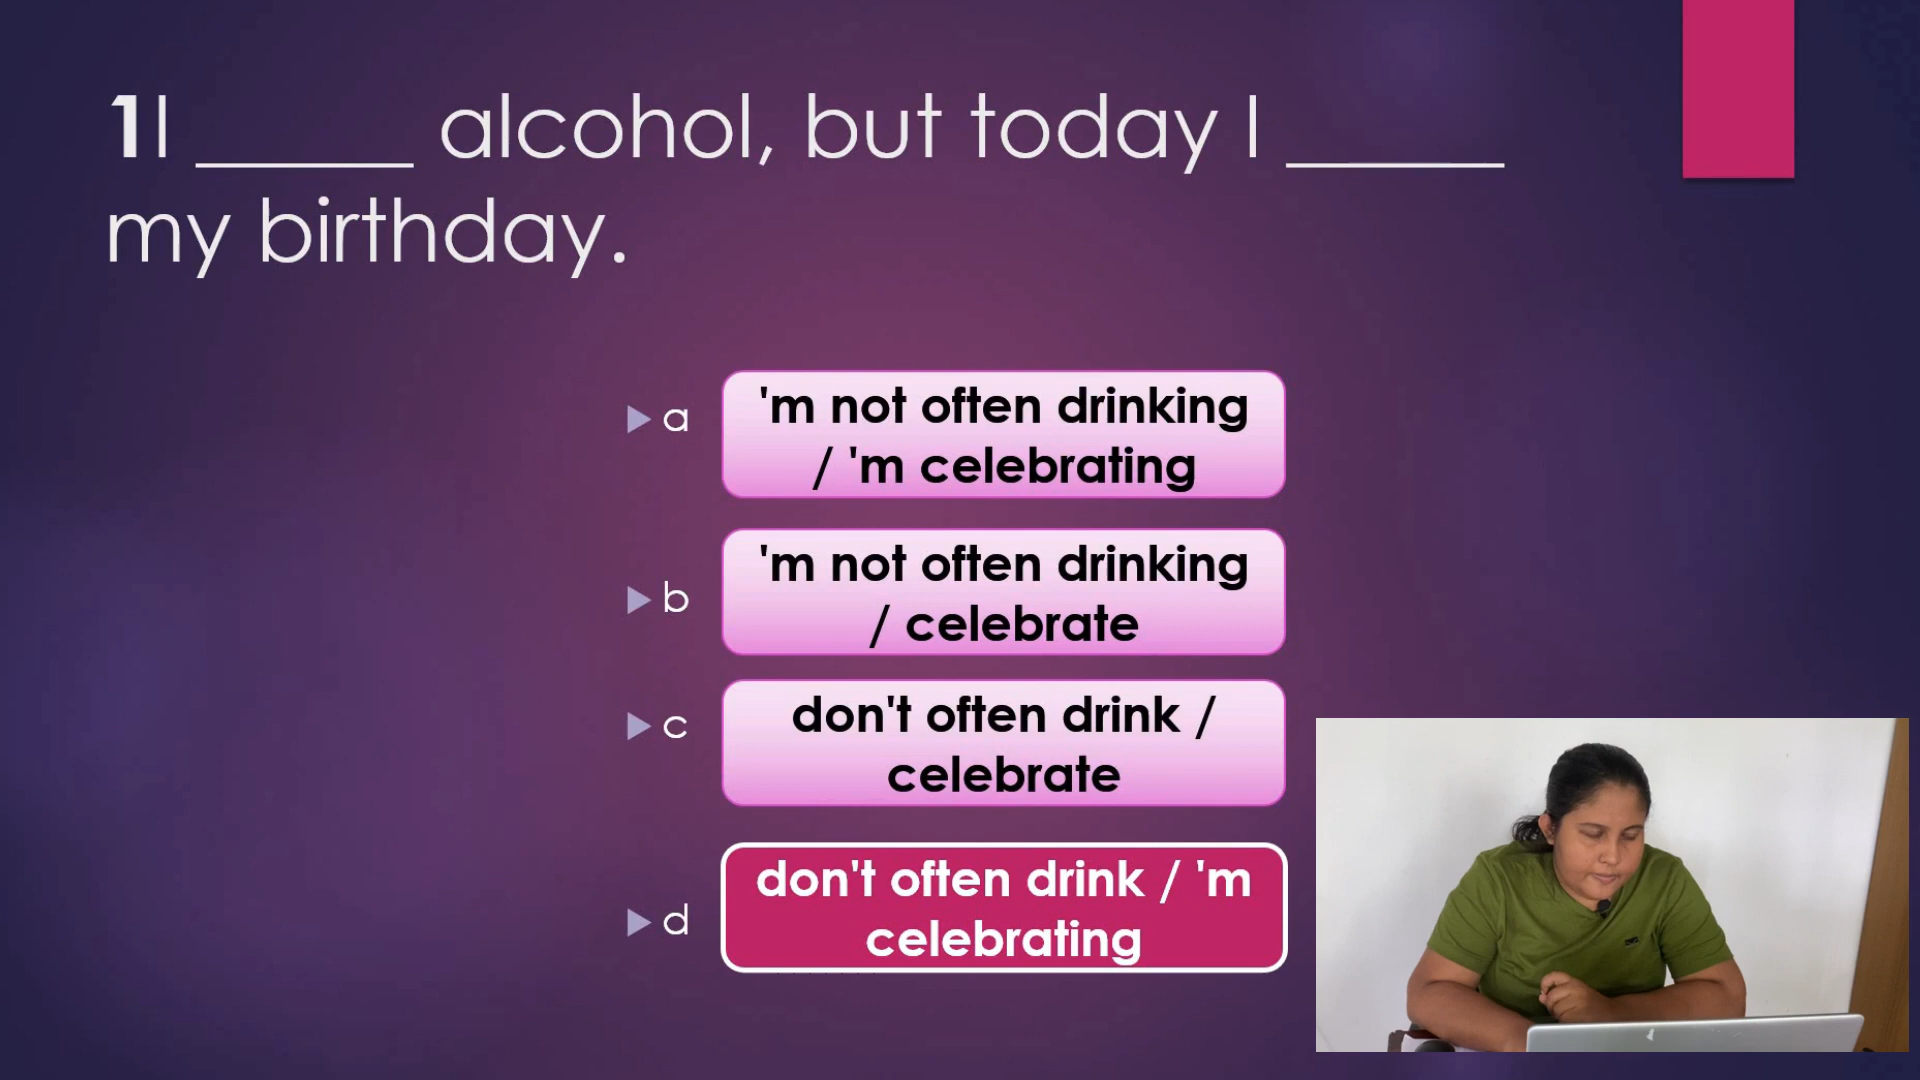 1I _____ alcohol, but today I _____
my birthday.
a
'm not often drinking
/ 'm celebrating
b
'm not often drinking
/ celebrate
c
don't often drink /
celebrate
d
don't often drink / 'm
celebrating